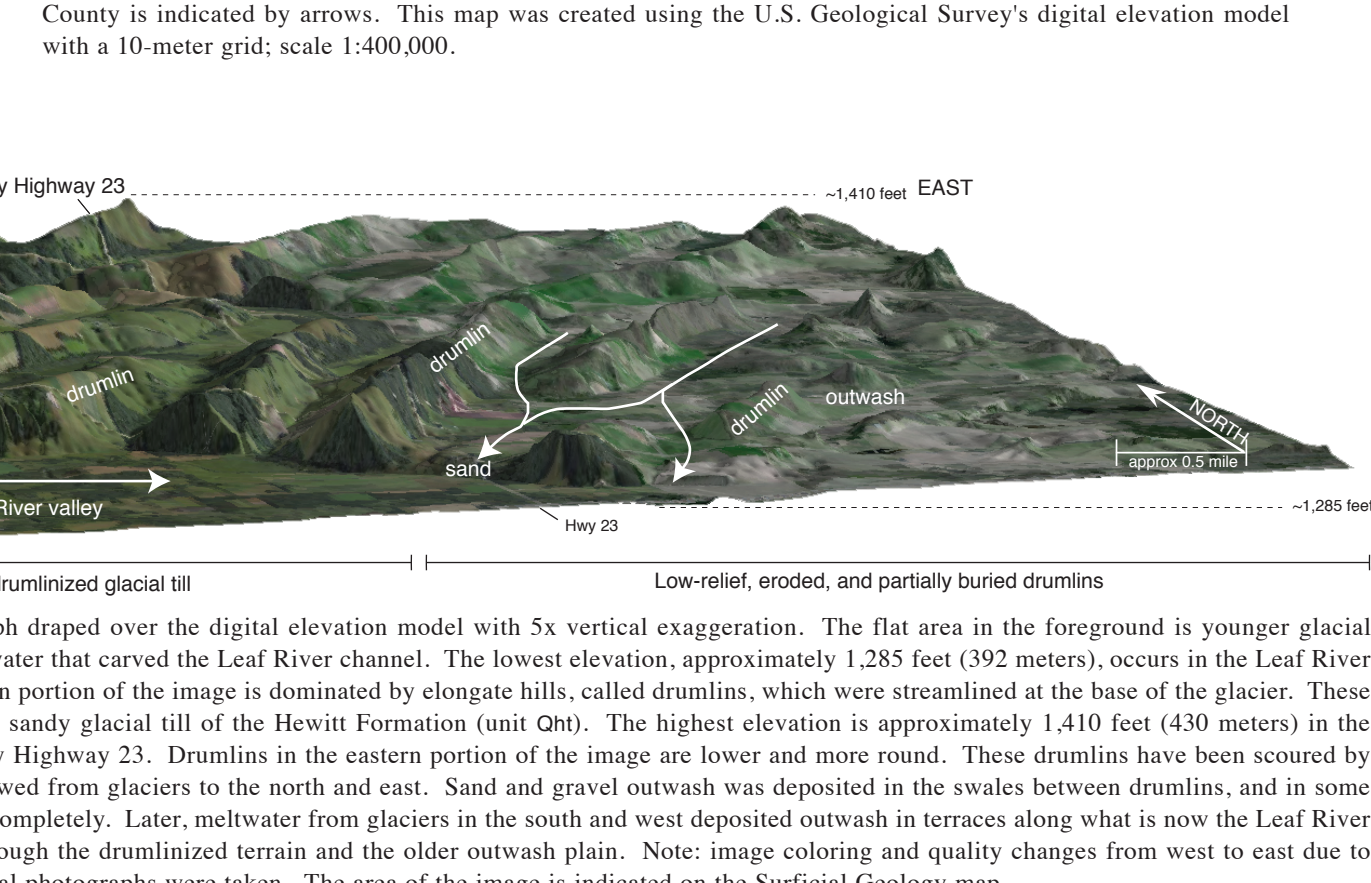 County is indicated by arrows. This map was created using the U.S. Geological Survey's digital elevation model
with a 10-meter grid; scale 1:400,000.
y Highway 23
~1,410 feet EAST
drumlin
drumlin
drumlin
outwash
NORTH
sand
approx 0.5 mile
River valley
Hwy 23
~1,285 feet
drumlinized glacial till
Low-relief, eroded, and partially buried drumlins
ph draped over the digital elevation model with 5x vertical exaggeration. The flat area in the foreground is younger glacial
water that carved the Leaf River channel. The lowest elevation, approximately 1,285 feet (392 meters), occurs in the Leaf River
n portion of the image is dominated by elongate hills, called drumlins, which were streamlined at the base of the glacier. These
sandy glacial till of the Hewitt Formation (unit Qht). The highest elevation is approximately 1,410 feet (430 meters) in the
y Highway 23. Drumlins in the eastern portion of the image are lower and more round. These drumlins have been scoured by
wed from glaciers to the north and east. Sand and gravel outwash was deposited in the swales between drumlins, and in some
ompletely. Later, meltwater from glaciers in the south and west deposited outwash in terraces along what is now the Leaf River
ough the drumlinized terrain and the older outwash plain. Note: image coloring and quality changes from west to east due to
al photographs were taken. The area of the image is indicated on the Surficial Geology map.